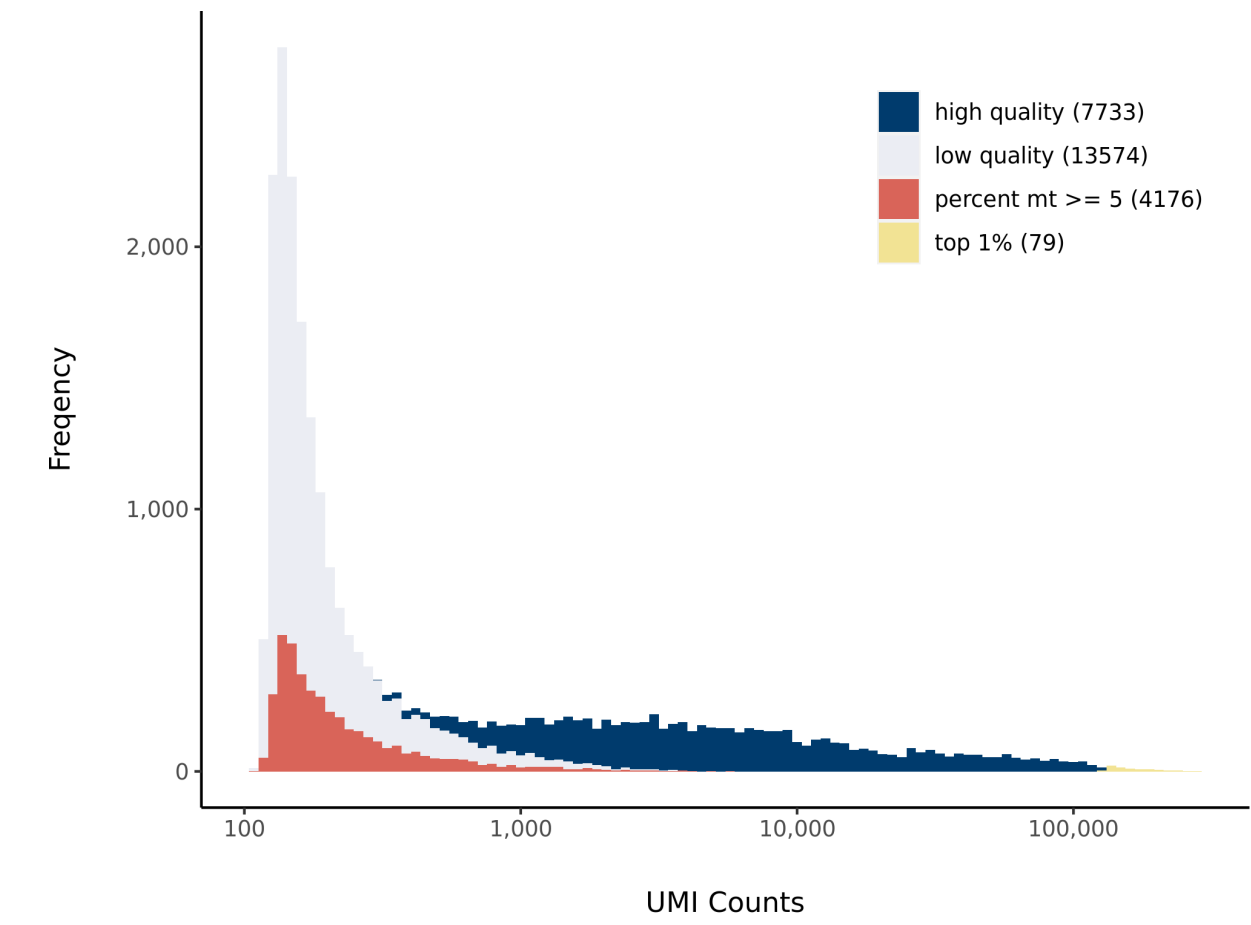 high quality (7733)
low quality (13574)
percent mt >= 5 (4176)
top 1% (79)
Freqency
2,000
1,000
0
100
1,000
10,000
100,000
UMI Counts